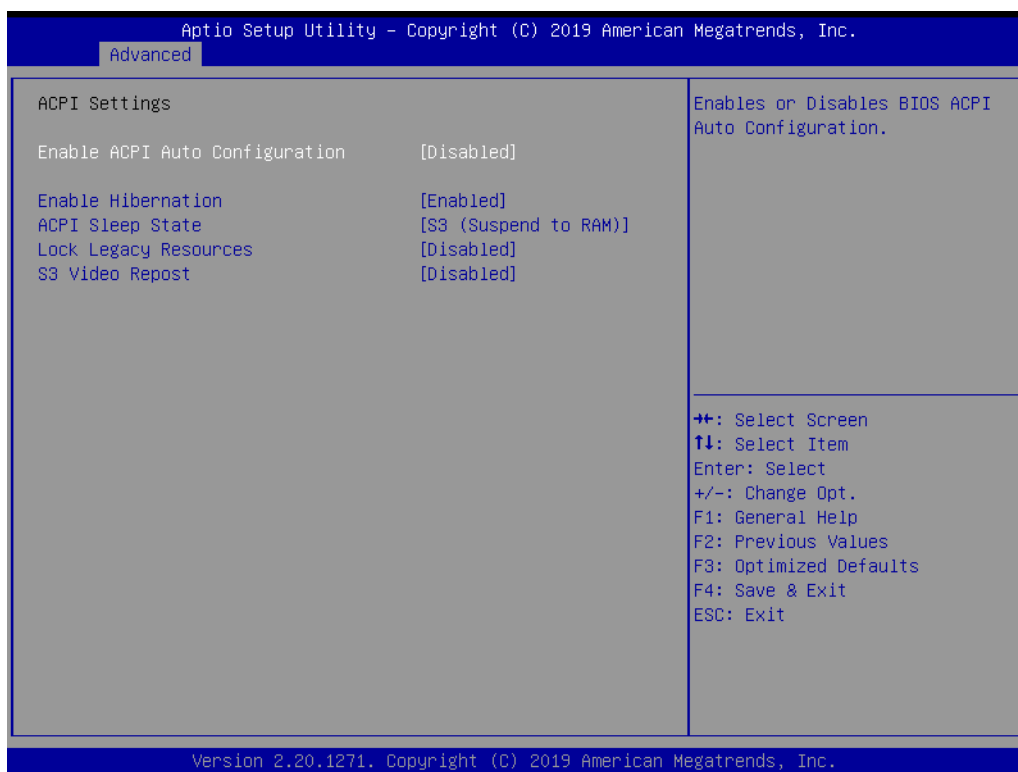 Aptio Setup Utility – Copyright (C) 2019 American Megatrends, Inc.
Advanced
ACPI Settings
Enable ACPI Auto Configuration [Disabled]
Enable Hibernation [Enabled]
ACPI Sleep State [S3 (Suspend to RAM)]
Lock Legacy Resources [Disabled]
S3 Video Repost [Disabled]
Enables or Disables BIOS ACPI
Auto Configuration.
→←: Select Screen
↑↓: Select Item
Enter: Select
+/-: Change Opt.
F1: General Help
F2: Previous Values
F3: Optimized Defaults
F4: Save & Exit
ESC: Exit
Version 2.20.1271. Copyright (C) 2019 American Megatrends, Inc.